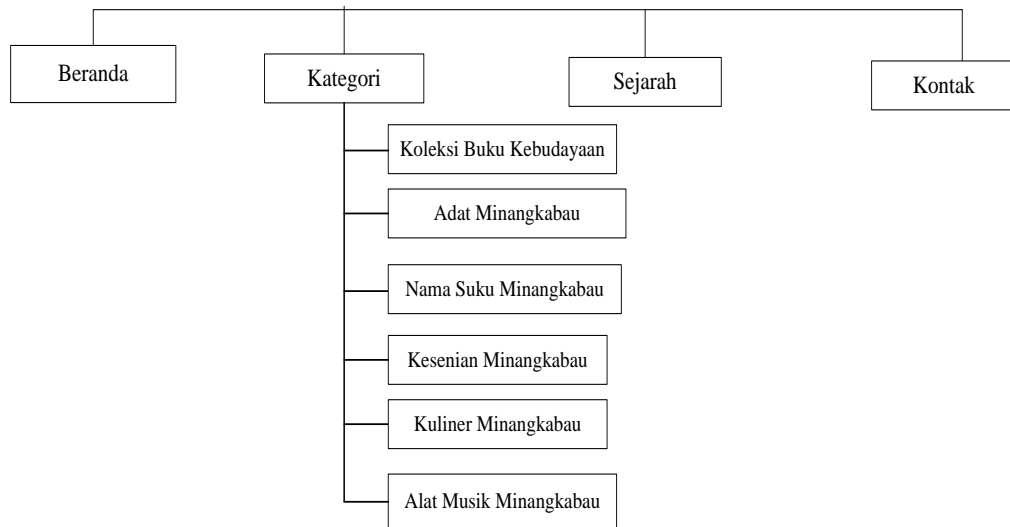 Beranda
Kategori
Sejarah
Kontak
Koleksi Buku Kebudayaan
Adat Minangkabau
Nama Suku Minangkabau
Kesenian Minangkabau
Kuliner Minangkabau
Alat Musik Minangkabau